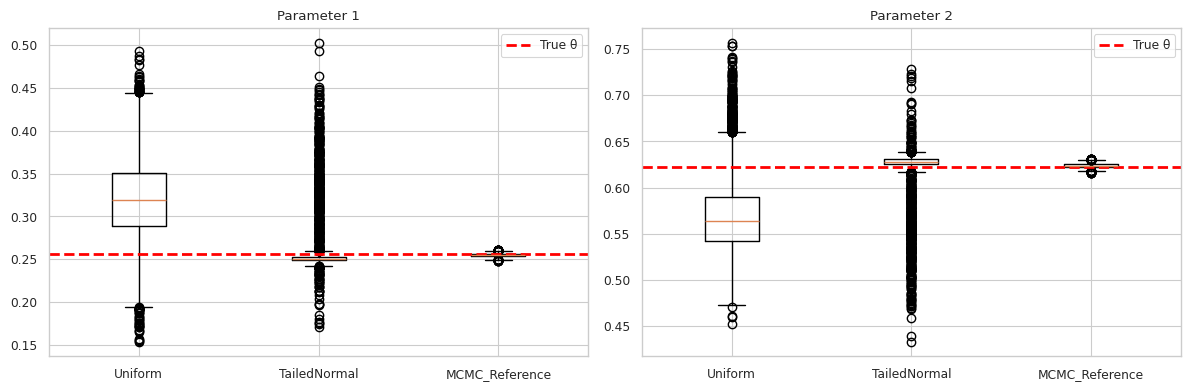 Parameter 1
0.50
0.45
0.40
0.35
0.30
0.25
0.20
0.15
True θ
Uniform
TailedNormal
MCMC_Reference
Parameter 2
0.75
0.70
0.65
0.60
0.55
0.50
0.45
True θ
Uniform
TailedNormal
MCMC_Reference